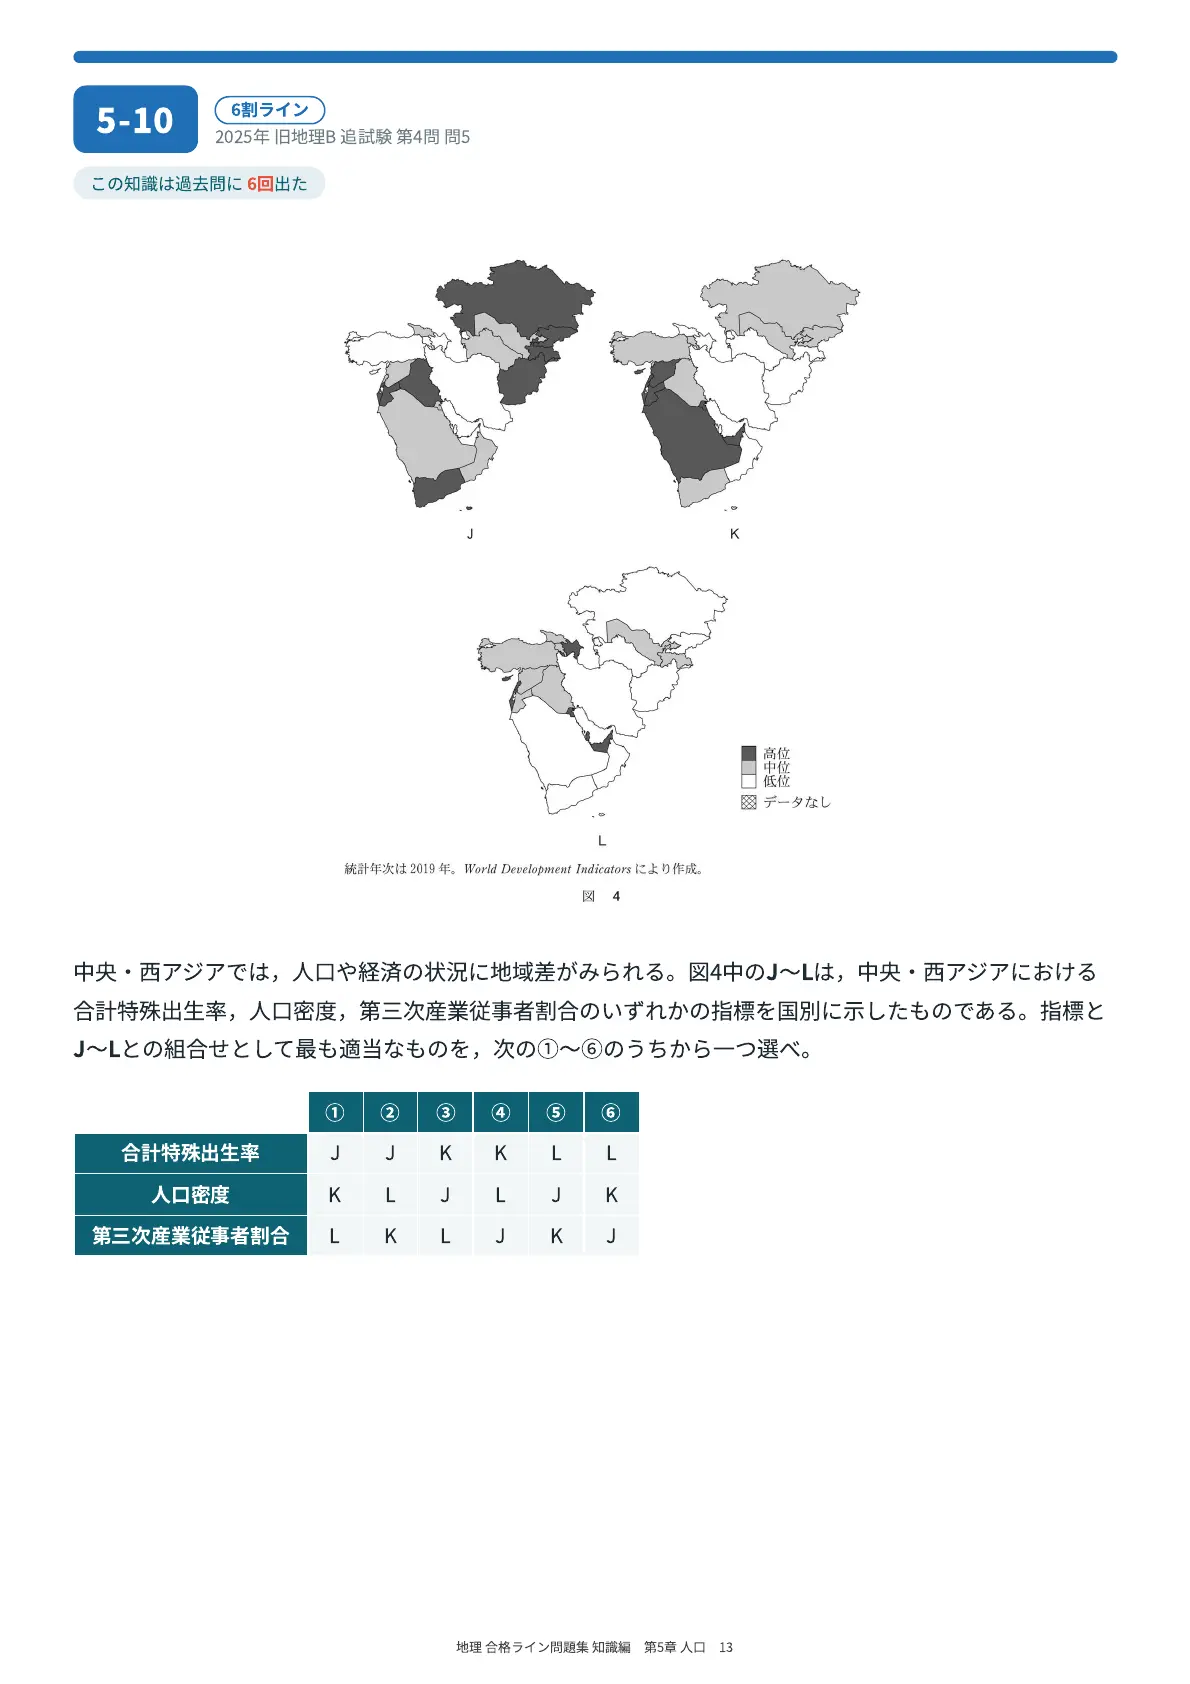 5-10
6割ライン
2025年 旧地理B 追試験 第4問 問5
この知識は過去問に 6回出た
J
K
高位
中位
低位
データなし
L
統計年次は 2019 年。World Development Indicators により作成。
図 4
中央・西アジアでは，人口や経済の状況に地域差がみられる。図4中のJ～Lは，中央・西アジアにおける
合計特殊出生率，人口密度，第三次産業従事者割合のいずれかの指標を国別に示したものである。指標と
J～Lとの組合せとして最も適当なものを，次の①～⑥のうちから一つ選べ。
① ② ③ ④ ⑤ ⑥
合計特殊出生率 J J K K L L
人口密度 K L J L J K
第三次産業従事者割合 L K L J K J
地理 合格ライン問題集 知識編 第5章 人口 13